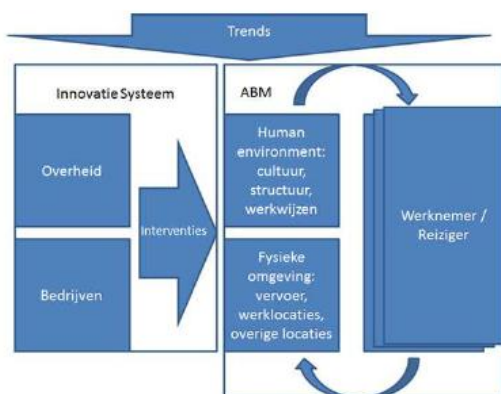 Trends
Innovatie Systeem
Overheid
Bedrijven
Interventies
ABM
Human
environment:
cultuur,
structuur,
werkwijzen
Fysieke
omgeving:
vervoer,
werklocaties,
overige locaties
Werknemer /
Reiziger